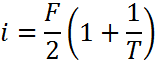 i = F/2 (1 + 1/T)